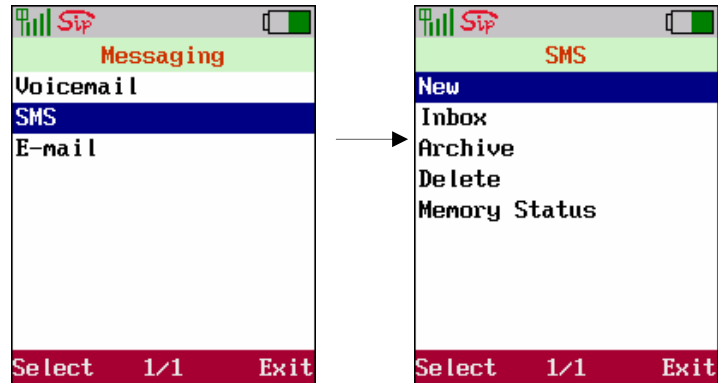 Sip
Messaging
Voicemail
SMS
E-mail
Select 1/1 Exit
Sip
SMS
New
Inbox
Archive
Delete
Memory Status
Select 1/1 Exit